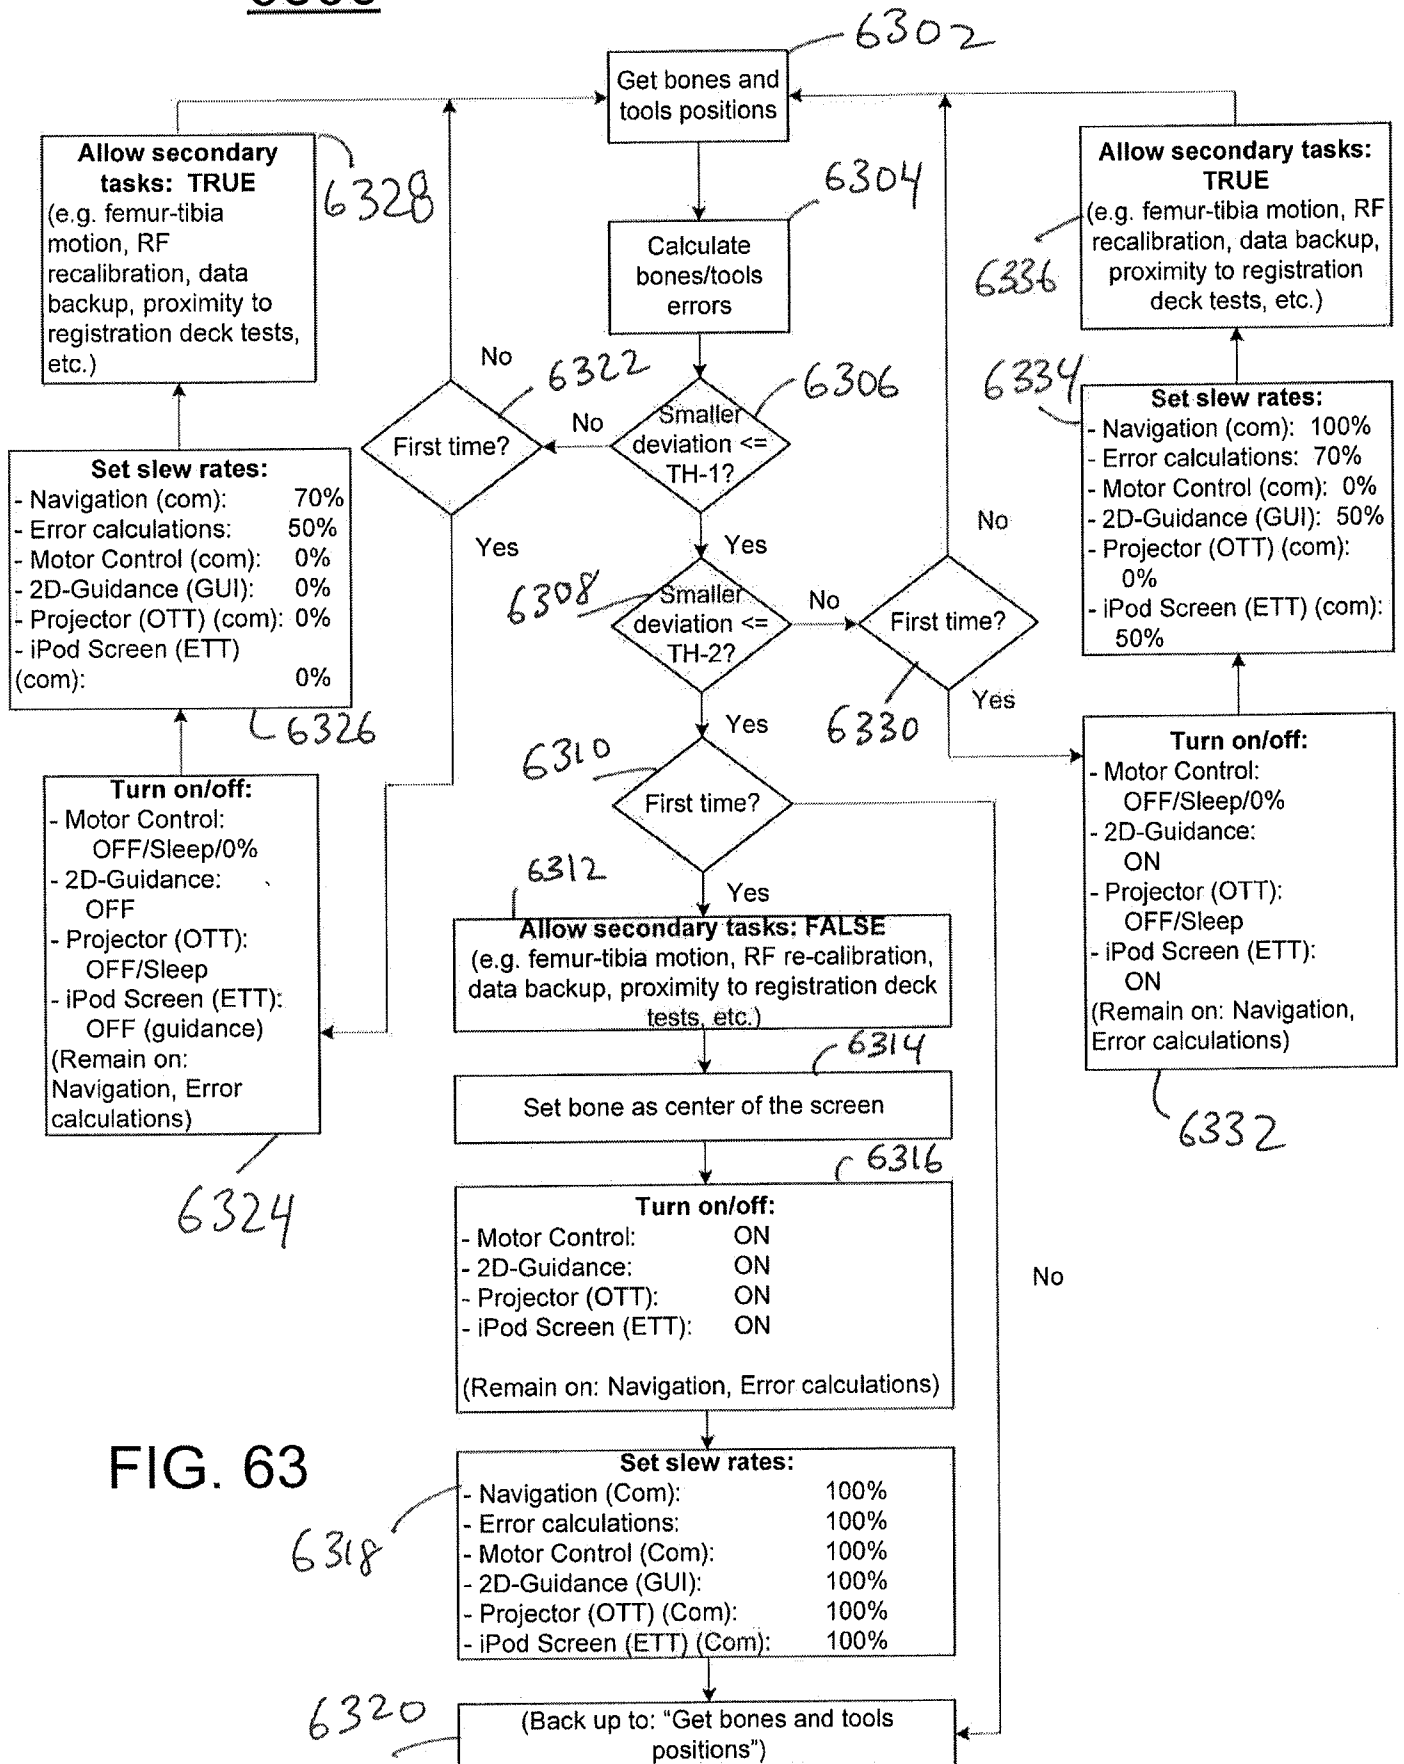 6302
Get bones and
tools positions
Allow secondary
tasks: TRUE
(e.g. femur-tibia
motion, RF
recalibration, data
backup, proximity to
registration deck tests,
etc.)
6328
6304
Calculate
bones/tools
errors
Allow secondary tasks:
TRUE
(e.g. femur-tibia motion, RF
recalibration, data backup,
proximity to registration
deck tests, etc.)
6336
No
6322
First time?
No
6306
Smaller
deviation <=
TH-1?
6334
Set slew rates:
- Navigation (com): 100%
- Error calculations: 70%
- Motor Control (com): 0%
- 2D-Guidance (GUI): 50%
- Projector (OTT) (com):
0%
- iPod Screen (ETT) (com):
50%
Set slew rates:
- Navigation (com): 70%
- Error calculations: 50%
- Motor Control (com): 0%
- 2D-Guidance (GUI): 0%
- Projector (OTT) (com): 0%
- iPod Screen (ETT)
(com): 0%
6326
Yes
Yes
No
6308
Smaller
deviation <=
TH-2?
No
First time?
6330
Yes
Yes
6310
First time?
Turn on/off:
- Motor Control:
OFF/Sleep/0%
- 2D-Guidance:
ON
- Projector (OTT):
OFF/Sleep
- iPod Screen (ETT):
ON
(Remain on: Navigation,
Error calculations)
6332
Turn on/off:
- Motor Control:
OFF/Sleep/0%
- 2D-Guidance:
OFF
- Projector (OTT):
OFF/Sleep
- iPod Screen (ETT):
OFF (guidance)
(Remain on:
Navigation, Error
calculations)
6324
6312
Yes
Allow secondary tasks: FALSE
(e.g. femur-tibia motion, RF re-calibration,
data backup, proximity to registration deck
tests, etc.)
6314
Set bone as center of the screen
6316
Turn on/off:
- Motor Control: ON
- 2D-Guidance: ON
- Projector (OTT): ON
- iPod Screen (ETT): ON
(Remain on: Navigation, Error calculations)
No
FIG. 63
6318
Set slew rates:
- Navigation (Com): 100%
- Error calculations: 100%
- Motor Control (Com): 100%
- 2D-Guidance (GUI): 100%
- Projector (OTT) (Com): 100%
- iPod Screen (ETT) (Com): 100%
6320
(Back up to: "Get bones and tools
positions")